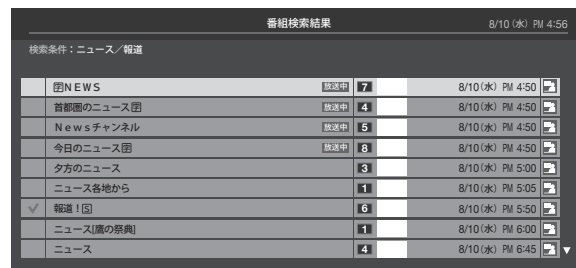 番組検索結果 8/10(水) PM 4:56
検索条件:ニュース/報道
字NEWS 放送中 7 8/10(水) PM 4:50
首都圏のニュース字 放送中 4 8/10(水) PM 4:50
Newsチャンネル 放送中 5 8/10(水) PM 4:50
今日のニュース字 放送中 8 8/10(水) PM 4:50
夕方のニュース 3 8/10(水) PM 5:00
ニュース各地から 1 8/10(水) PM 5:05
報道!S 6 8/10(水) PM 5:50
ニュース[鷹の祭典] 1 8/10(水) PM 6:00
ニュース 4 8/10(水) PM 6:45